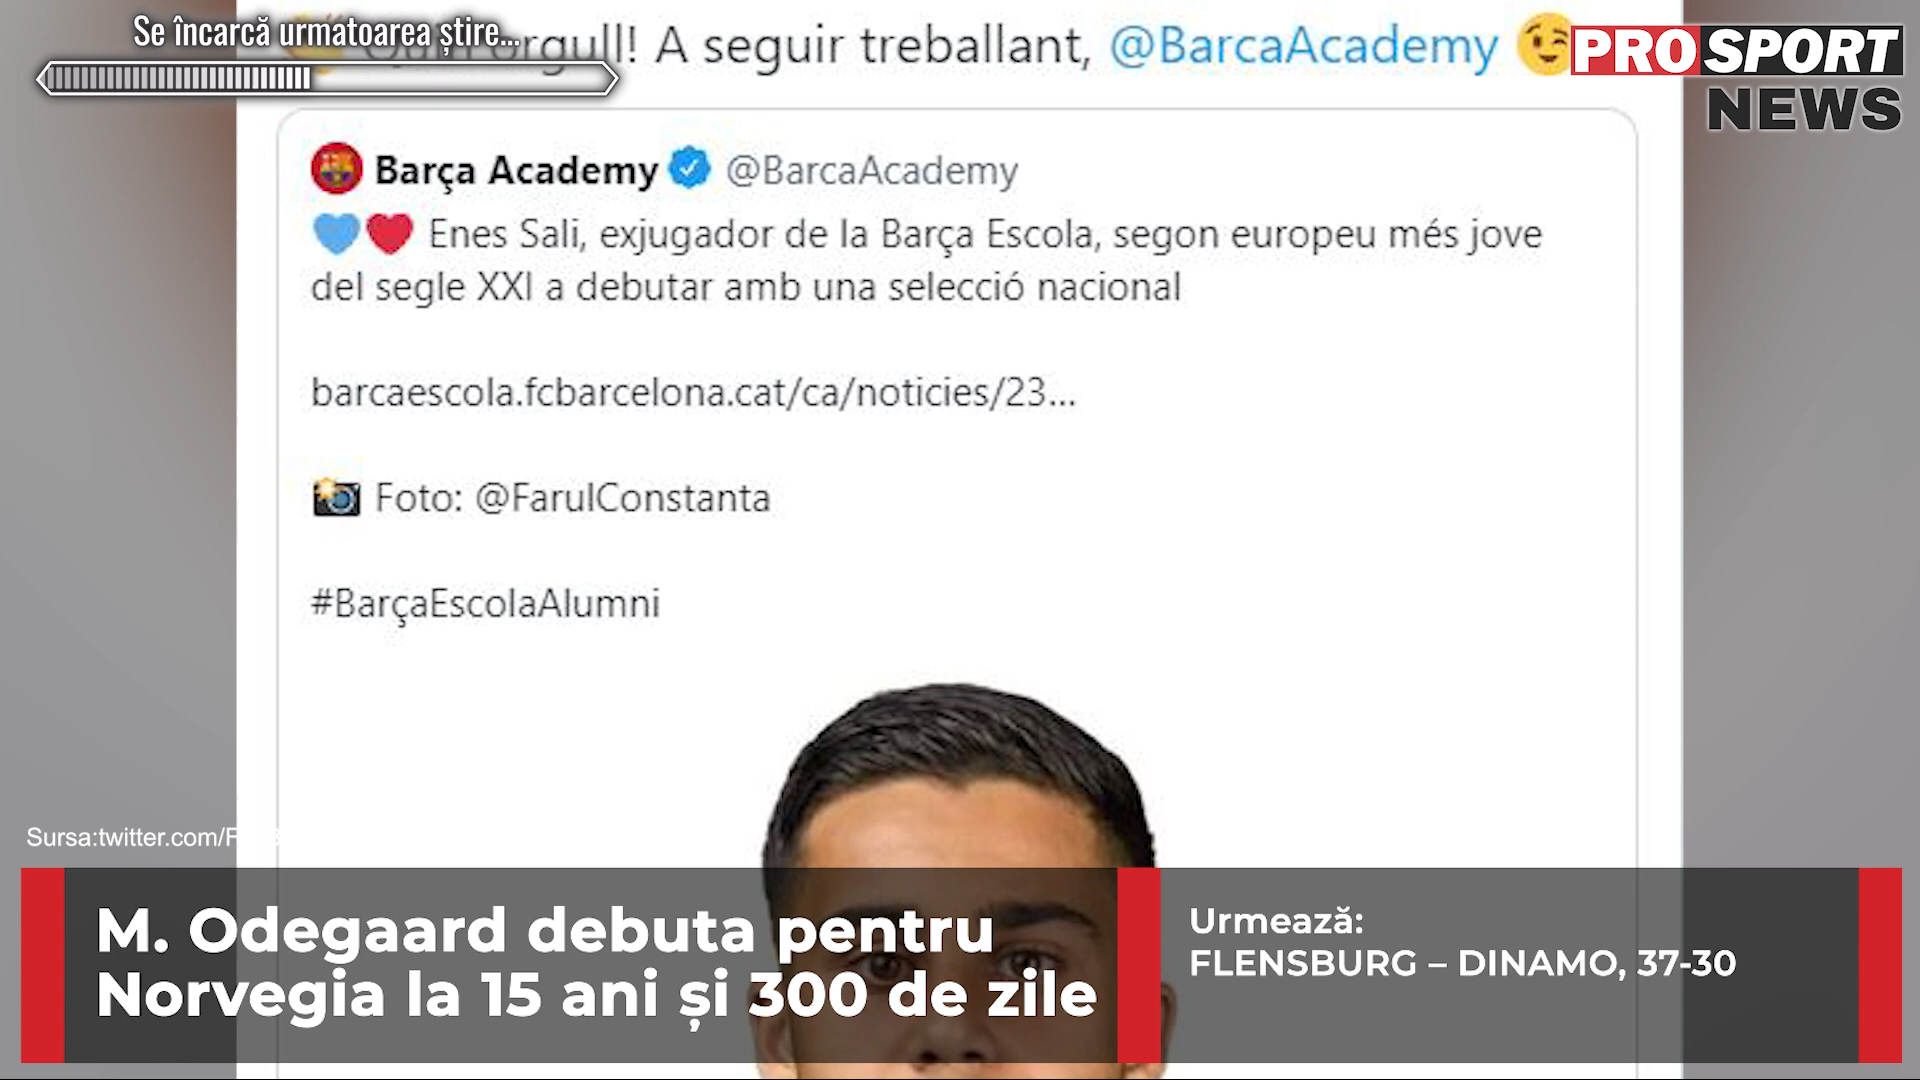 Se încarcă urmatoarea știre...
orgull! A seguir treballant, @BarcaAcademy
PROSPORT
NEWS
Barça Academy @BarcaAcademy
Enes Sali, exjugador de la Barça Escola, segon europeu més jove
del segle XXI a debutar amb una selecció nacional
barcaescola.fcbarcelona.cat/ca/noticies/23...
Foto: @FarulConstanta
#BarçaEscolaAlumni
Sursa:twitter.com/F
M. Odegaard debuta pentru
Norvegia la 15 ani și 300 de zile
Urmează:
FLENSBURG – DINAMO, 37-30